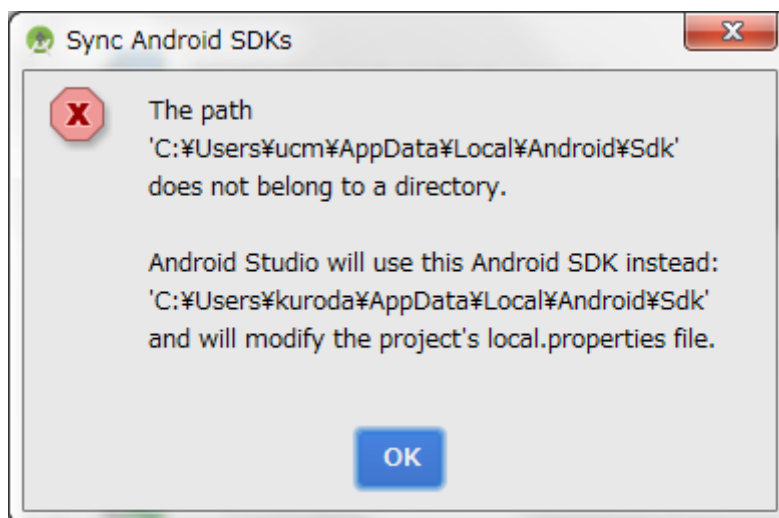 Sync Android SDKs
The path
'C:¥Users¥ucm¥AppData¥Local¥Android¥Sdk'
does not belong to a directory.
Android Studio will use this Android SDK instead:
'C:¥Users¥kuroda¥AppData¥Local¥Android¥Sdk'
and will modify the project's local.properties file.
OK